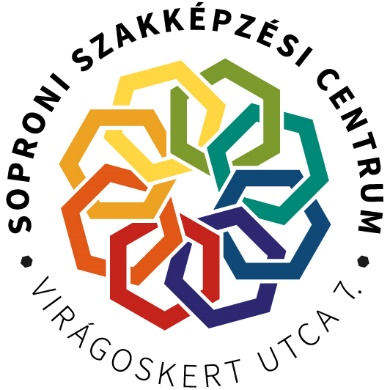 SOPRONI SZAKKÉPZÉSI CENTRUM
VIRÁGOSKERT UTCA 7.